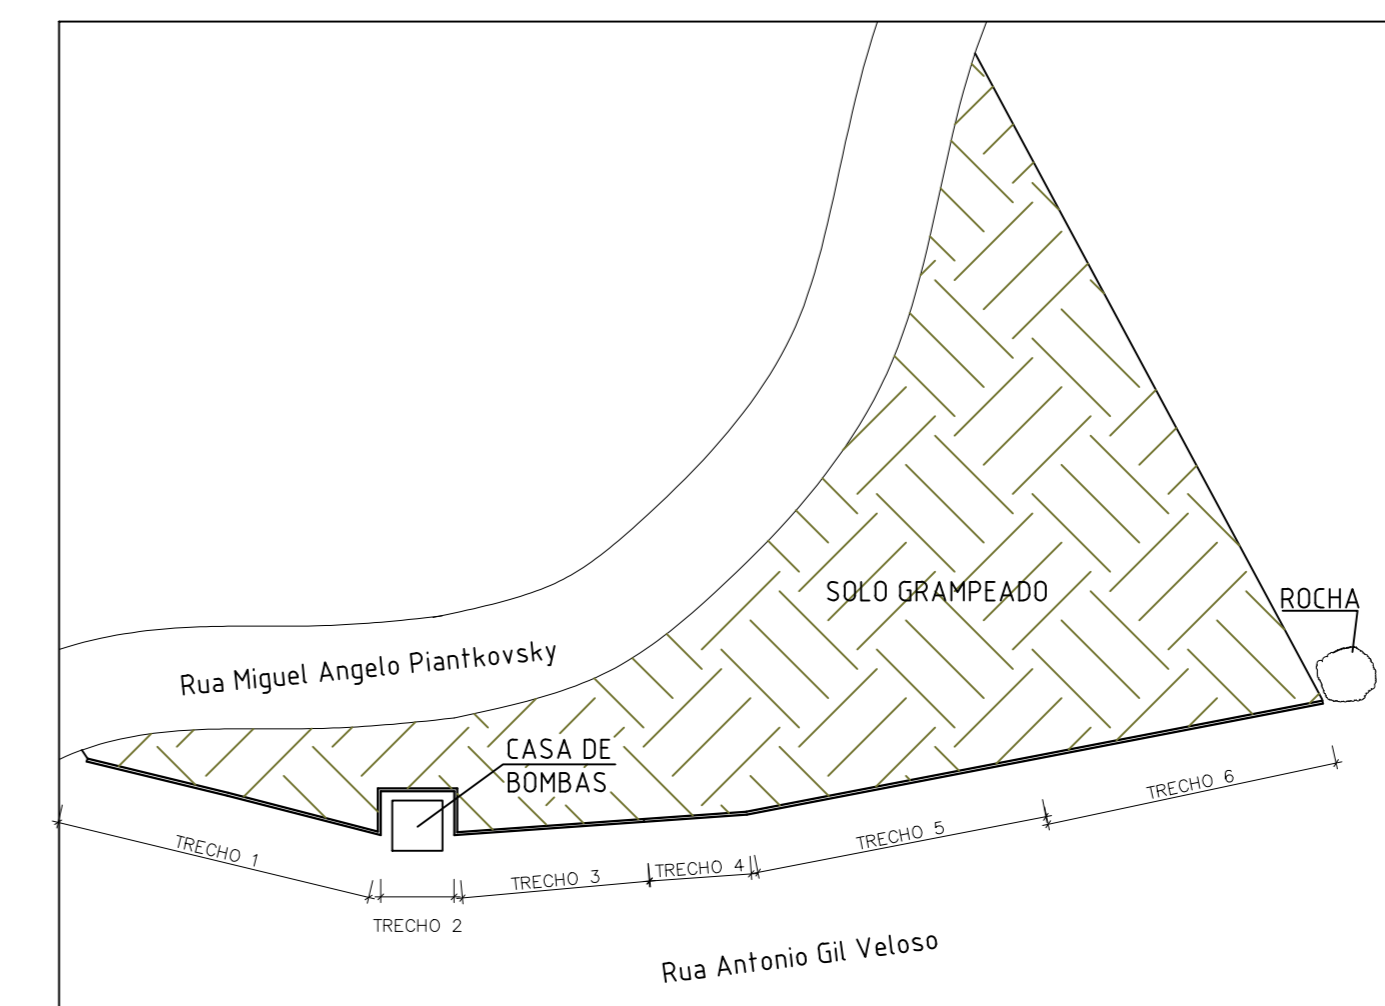 SOLO GRAMPEADO
ROCHA
Rua Miguel Angelo Piantkovsky
CASA DE
BOMBAS
TRECHO 1
TRECHO 2
TRECHO 3
TRECHO 4
TRECHO 5
TRECHO 6
Rua Antonio Gil Veloso